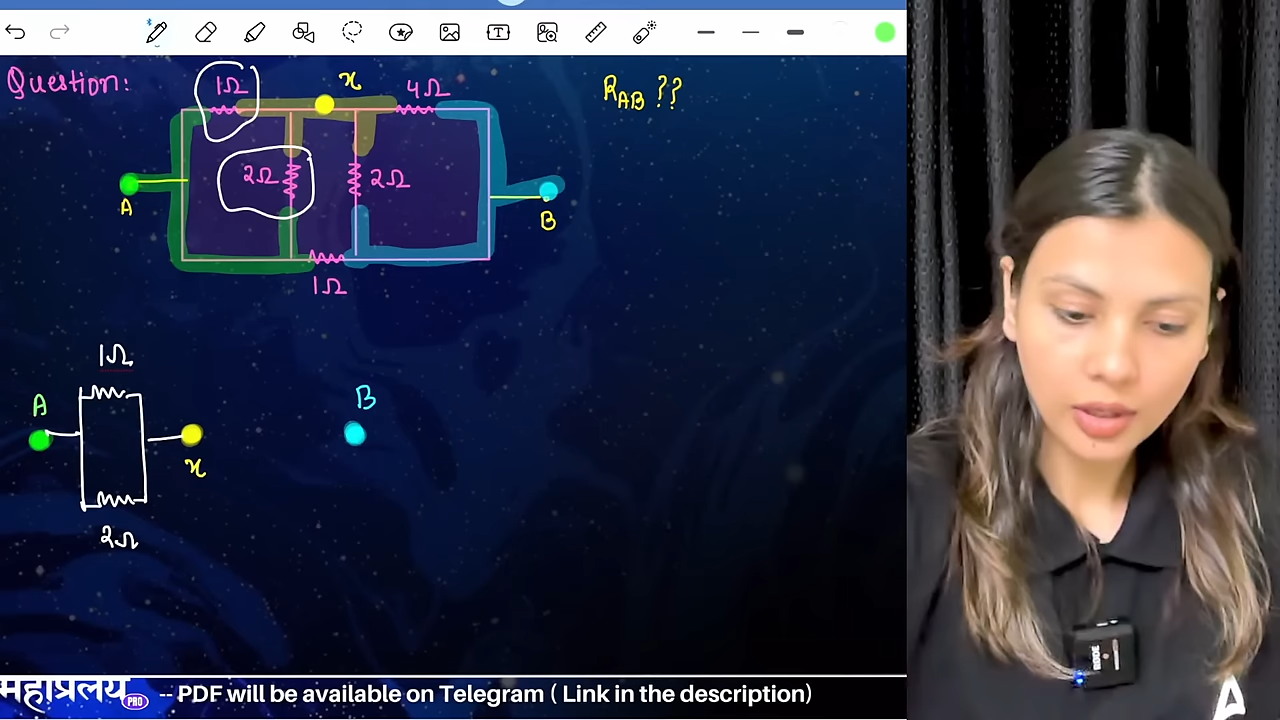 Question:
1Ω
x
4Ω
R_AB ??
2Ω
2Ω
A
B
1Ω
1Ω
A
B
x
2Ω
महाप्रलय PRO -- PDF will be available on Telegram ( Link in the description)
RODE